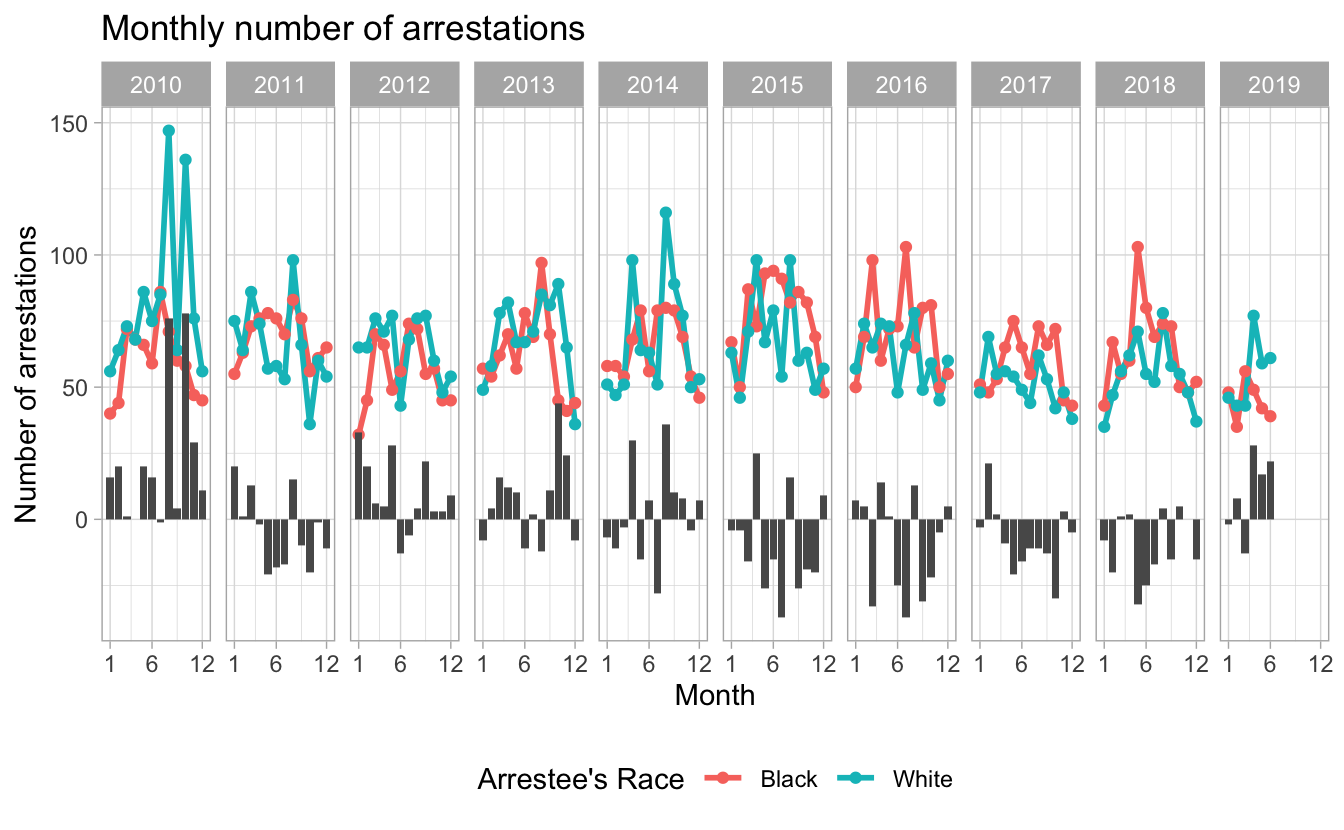 Monthly number of arrestations
2010 2011 2012 2013 2014 2015 2016 2017 2018 2019
150
100
50
0
Number of arrestations
1 6 12 1 6 12 1 6 12 1 6 12 1 6 12 1 6 12 1 6 12 1 6 12 1 6 12 1 6 12
Month
Arrestee's Race Black White